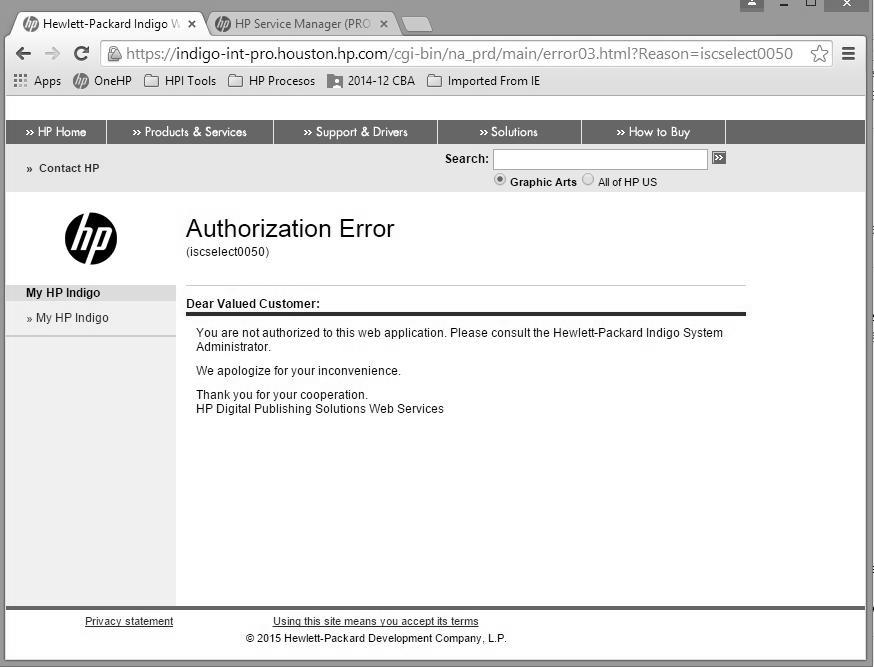 Hewlett-Packard Indigo W
HP Service Manager (PRO
https://indigo-int-pro.houston.hp.com/cgi-bin/na_prd/main/error03.html?Reason=iscselect0050
Apps OneHP HPI Tools HP Procesos 2014-12 CBA Imported From IE
» HP Home » Products & Services » Support & Drivers » Solutions » How to Buy
» Contact HP
Search: »
Graphic Arts All of HP US
hp
Authorization Error
(iscselect0050)
My HP Indigo
» My HP Indigo
Dear Valued Customer:
You are not authorized to this web application. Please consult the Hewlett-Packard Indigo System
Administrator.
We apologize for your inconvenience.
Thank you for your cooperation.
HP Digital Publishing Solutions Web Services
Privacy statement Using this site means you accept its terms
© 2015 Hewlett-Packard Development Company, L.P.